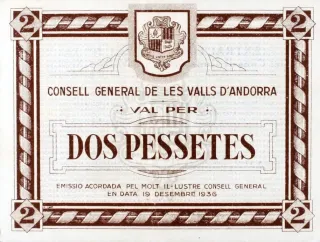 2 2
CONSELL GENERAL DE LES VALLS D'ANDORRA
· VAL PER ·
DOS PESSETES
EMISSIO ACORDADA PEL MOLT IL·LUSTRE CONSELL GENERAL
EN DATA 19 DESEMBRE 1936
2 2